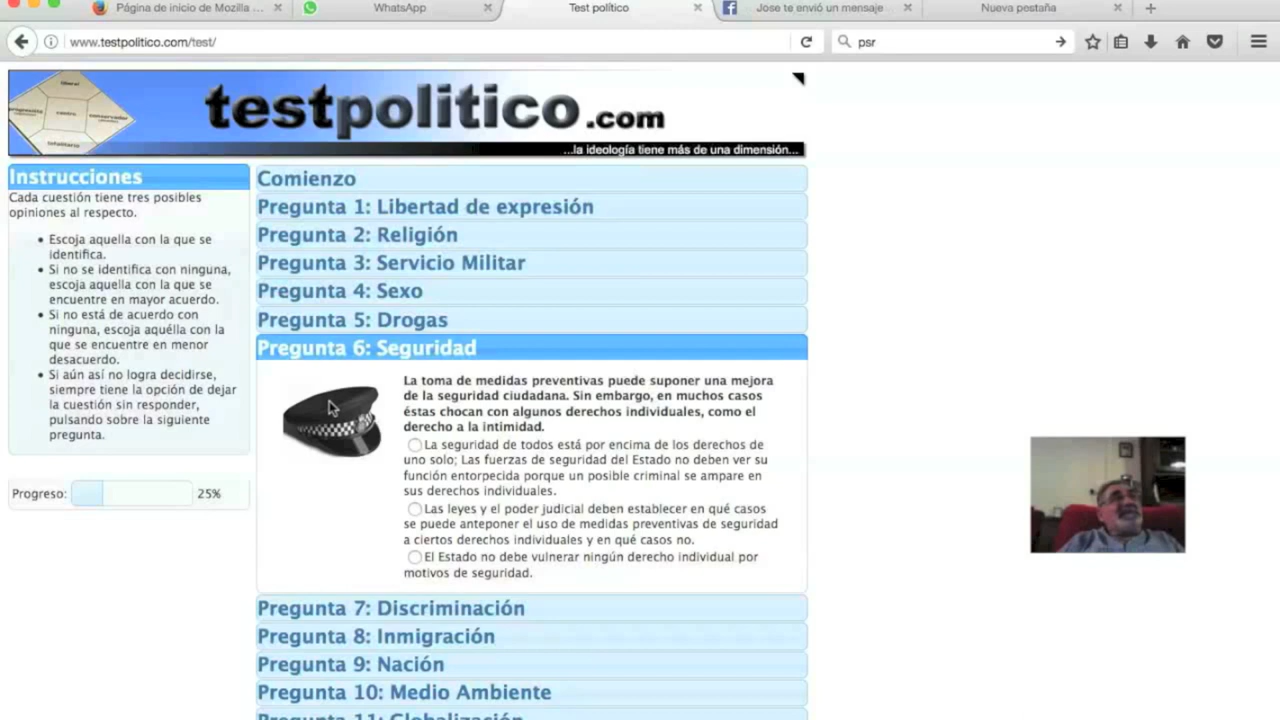 Página de inicio de Mozilla ...
WhatsApp
Test político
Jose te envió un mensaje
Nueva pestaña
www.testpolitico.com/test/
psr
liberal
centro
testpolitico.com
...la ideología tiene más de una dimensión...
Instrucciones
Cada cuestión tiene tres posibles
opiniones al respecto.
Escoja aquella con la que se
identifica.
Si no se identifica con ninguna,
escoja aquella con la que se
encuentre en mayor acuerdo.
Si no está de acuerdo con
ninguna, escoja aquélla con la
que se encuentre en menor
desacuerdo.
Si aún así no logra decidirse,
siempre tiene la opción de dejar
la cuestión sin responder,
pulsando sobre la siguiente
pregunta.
Progreso: 25%
Comienzo
Pregunta 1: Libertad de expresión
Pregunta 2: Religión
Pregunta 3: Servicio Militar
Pregunta 4: Sexo
Pregunta 5: Drogas
Pregunta 6: Seguridad
La toma de medidas preventivas puede suponer una mejora
de la seguridad ciudadana. Sin embargo, en muchos casos
éstas chocan con algunos derechos individuales, como el
derecho a la intimidad.
La seguridad de todos está por encima de los derechos de
uno solo; Las fuerzas de seguridad del Estado no deben ver su
función entorpecida porque un posible criminal se ampare en
sus derechos individuales.
Las leyes y el poder judicial deben establecer en qué casos
se puede anteponer el uso de medidas preventivas de seguridad
a ciertos derechos individuales y en qué casos no.
El Estado no debe vulnerar ningún derecho individual por
motivos de seguridad.
Pregunta 7: Discriminación
Pregunta 8: Inmigración
Pregunta 9: Nación
Pregunta 10: Medio Ambiente
Pregunta 11: Globalización